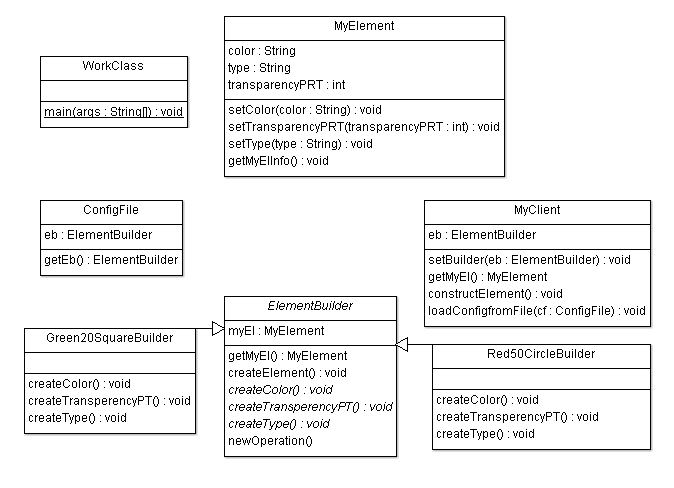 WorkClass
main(args : String[]) : void
MyElement
color : String
type : String
transparencyPRT : int
setColor(color : String) : void
setTransparencyPRT(transparencyPRT : int) : void
setType(type : String) : void
getMyElInfo() : void
ConfigFile
eb : ElementBuilder
getEb() : ElementBuilder
MyClient
eb : ElementBuilder
setBuilder(eb : ElementBuilder) : void
getMyEl() : MyElement
constructElement() : void
loadConfigfromFile(cf : ConfigFile) : void
Green20SquareBuilder
createColor() : void
createTransperencyPT() : void
createType() : void
ElementBuilder
myEl : MyElement
getMyEl() : MyElement
createElement() : void
createColor() : void
createTransperencyPT() : void
createType() : void
newOperation()
Red50CircleBuilder
createColor() : void
createTransperencyPT() : void
createType() : void